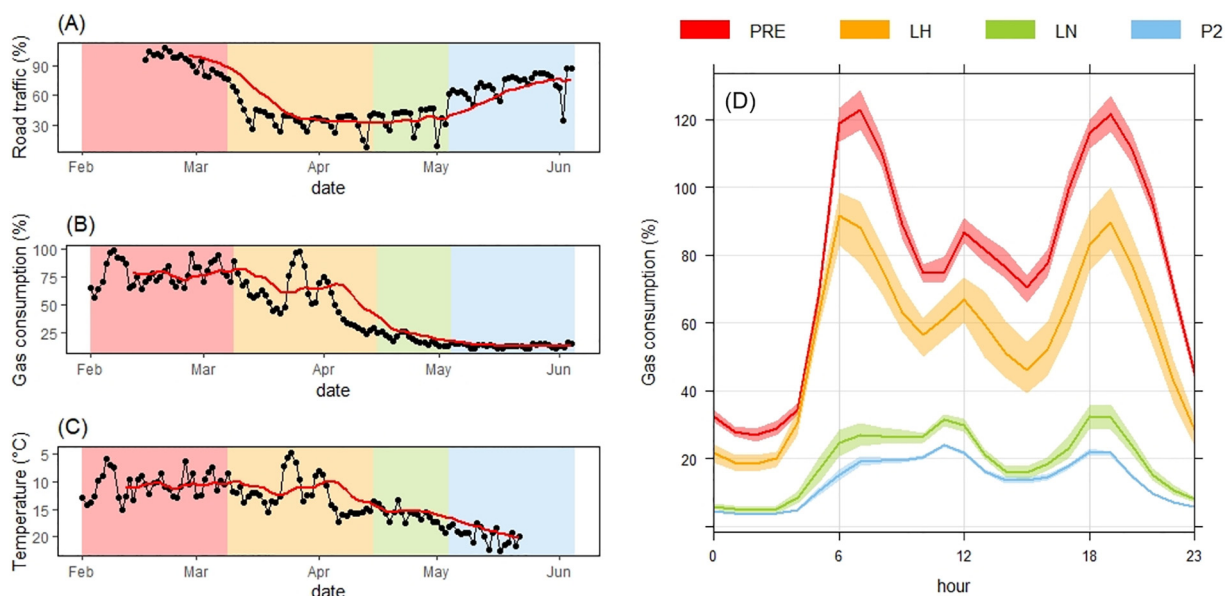 (A)
Road traffic (%)
90
60
30
Feb Mar Apr May Jun
date
(B)
Gas consumption (%)
100
75
50
25
Feb Mar Apr May Jun
date
(C)
Temperature (°C)
5
10
15
20
Feb Mar Apr May Jun
date
PRE LH LN P2
(D)
Gas consumption (%)
120
100
80
60
40
20
0 6 12 18 23
hour